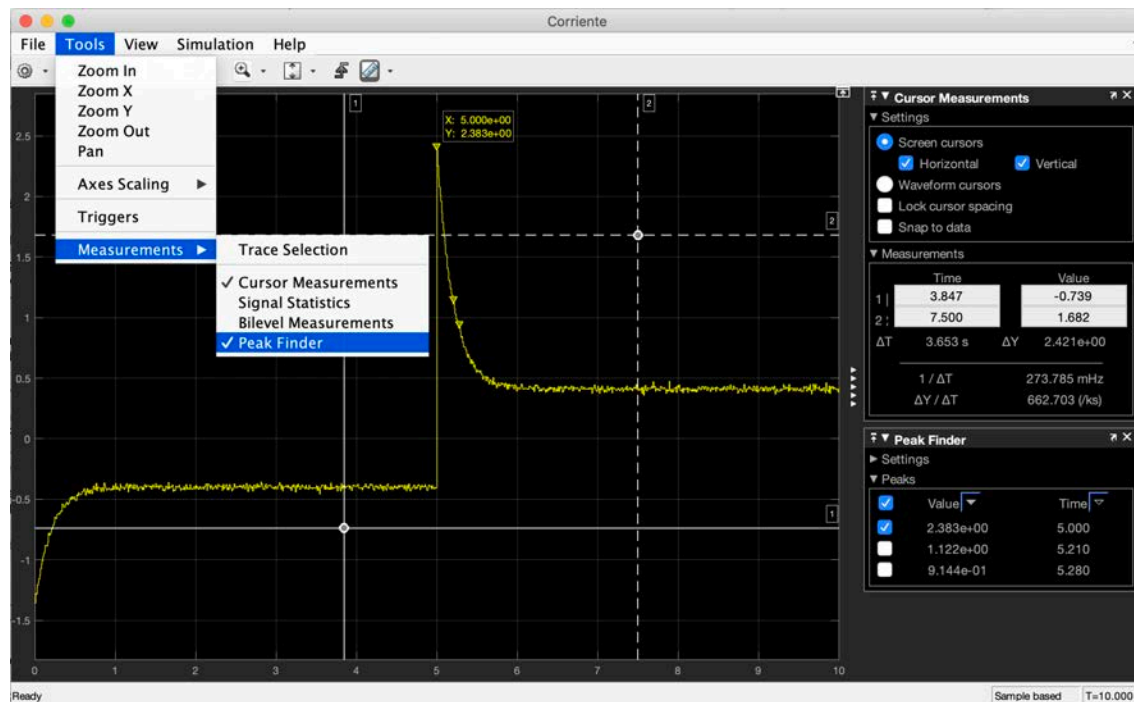 Corriente
File Tools View Simulation Help
Zoom In
Zoom X
Zoom Y
Zoom Out
Pan
Axes Scaling
Triggers
Measurements
Trace Selection
Cursor Measurements
Signal Statistics
Bilevel Measurements
Peak Finder
1
2
X: 5.000e+00
Y: 2.383e+00
2
1
2.5
2
1.5
1
0.5
0
-0.5
-1
-1.5
0 1 2 3 4 5 6 7 8 9 10
Cursor Measurements
Settings
Screen cursors
Horizontal Vertical
Waveform cursors
Lock cursor spacing
Snap to data
Measurements
Time Value
1 | 3.847 -0.739
2 ¦ 7.500 1.682
ΔT 3.653 s ΔY 2.421e+00
1 / ΔT 273.785 mHz
ΔY / ΔT 662.703 (/ks)
Peak Finder
Settings
Peaks
Value Time
2.383e+00 5.000
1.122e+00 5.210
9.144e-01 5.280
Ready Sample based T=10.000